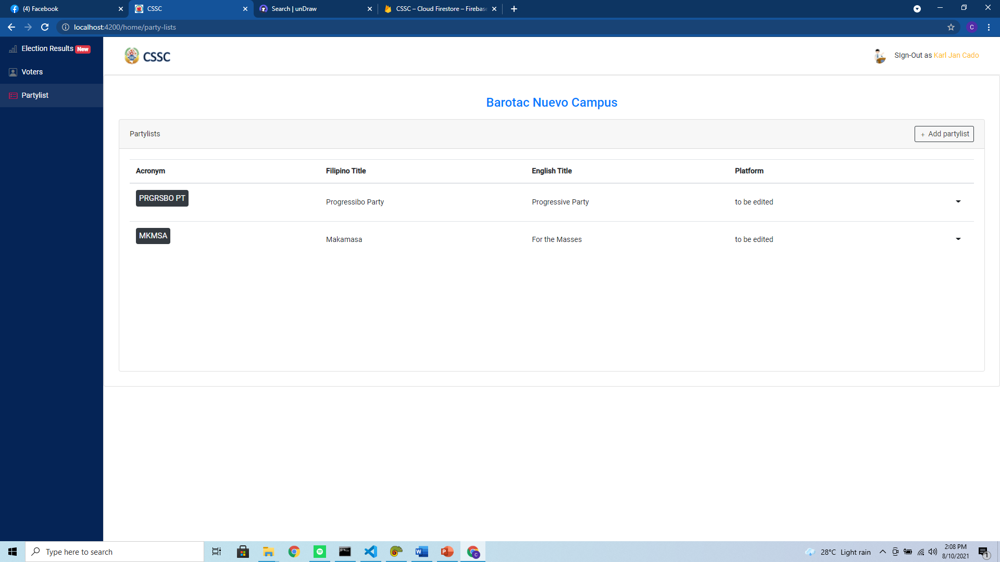 (4) Facebook
CSSC
Search | unDraw
CSSC – Cloud Firestore – Firebase
localhost:4200/home/party-lists
C
Election Results New
Voters
Partylist
CSSC
SIgn-Out as Karl Jan Cado
Barotac Nuevo Campus
Partylists
+ Add partylist
Acronym Filipino Title English Title Platform
PRGRSBO PT Progressibo Party Progressive Party to be edited
MKMSA Makamasa For the Masses to be edited
Type here to search
28°C Light rain
2:08 PM
8/10/2021
1